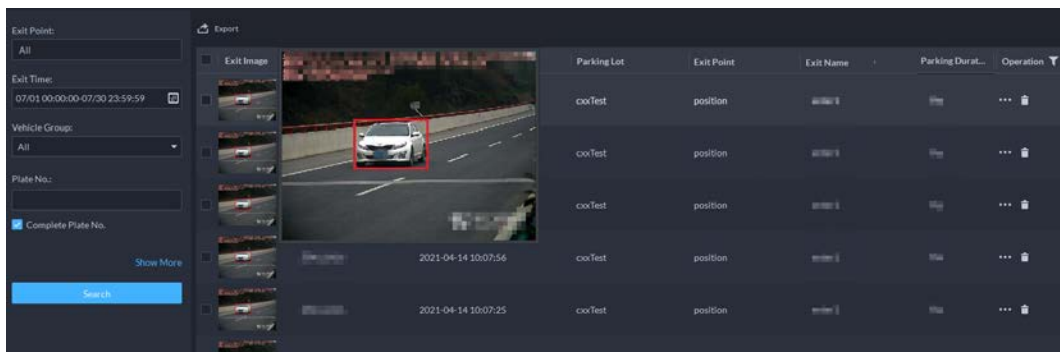 Exit Point:
All
Exit Time:
07/01 00:00:00-07/30 23:59:59
Vehicle Group:
All
Plate No.:
Complete Plate No.
Show More
Search
Export
Exit Image Parking Lot Exit Point Exit Name Parking Durat... Operation
cxxTest position
cxxTest position
cxxTest position
2021-04-14 10:07:56 cxxTest position
2021-04-14 10:07:25 cxxTest position